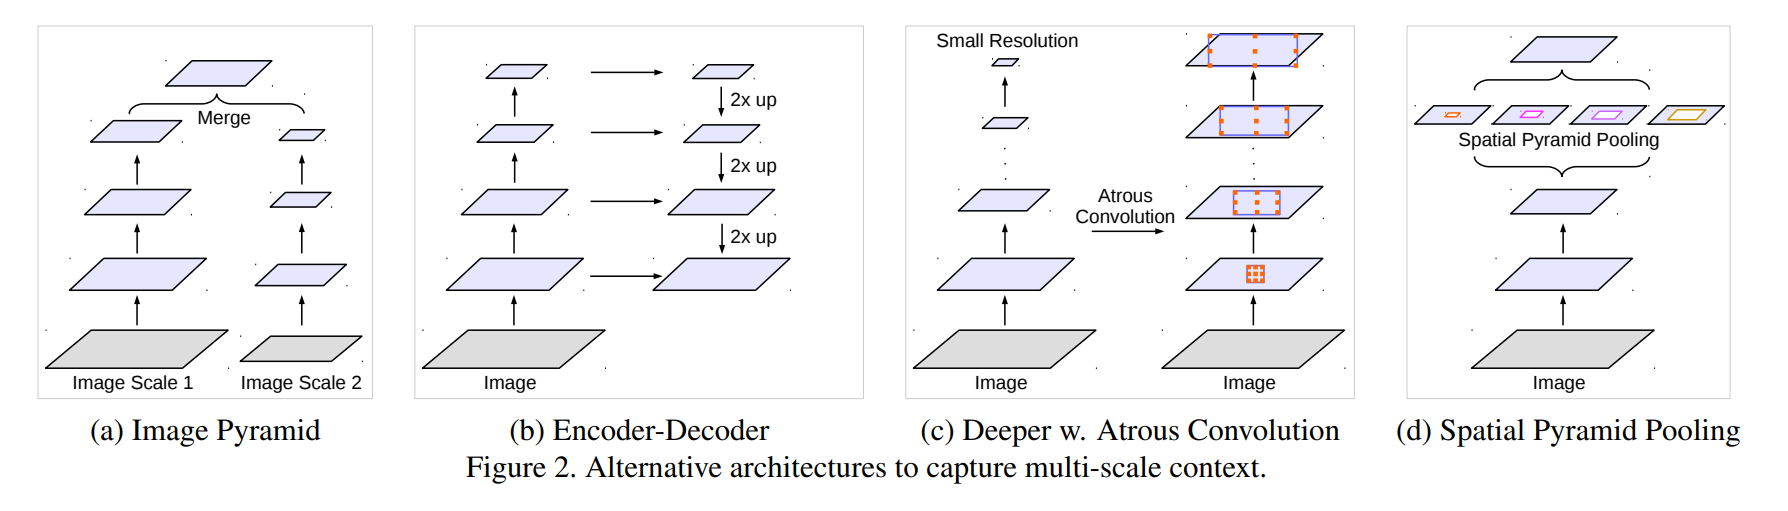 Merge
Image Scale 1
Image Scale 2
(a) Image Pyramid
2x up
2x up
2x up
Image
(b) Encoder-Decoder
Small Resolution
Atrous
Convolution
Image
Image
(c) Deeper w. Atrous Convolution
Spatial Pyramid Pooling
Image
(d) Spatial Pyramid Pooling
Figure 2. Alternative architectures to capture multi-scale context.